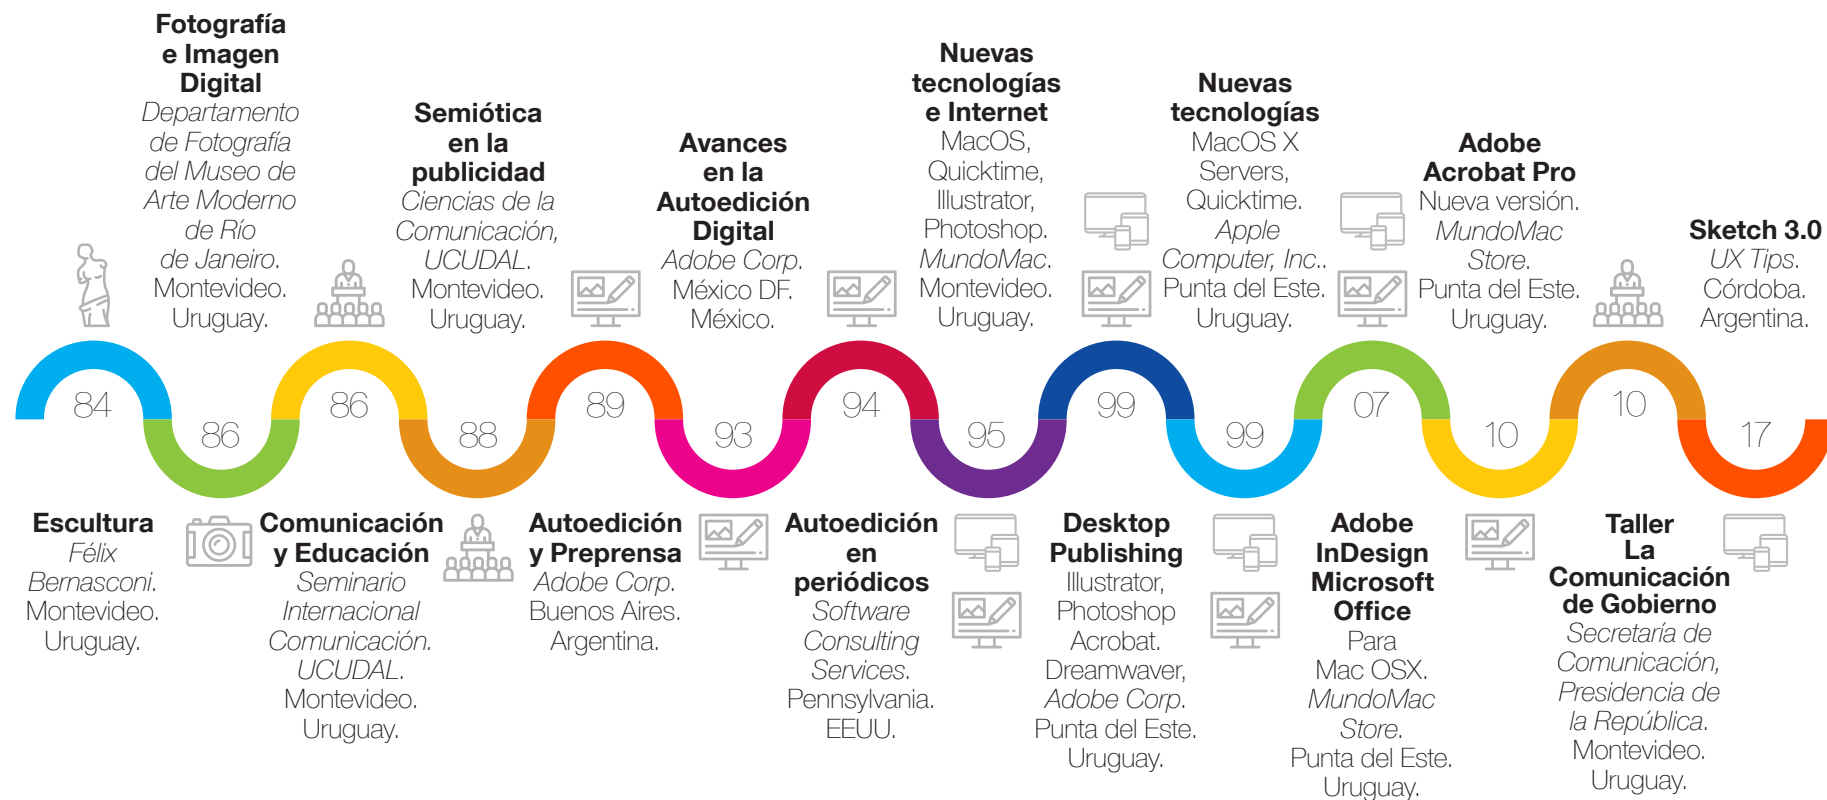 Fotografía
e Imagen
Digital
Departamento
de Fotografía
del Museo de
Arte Moderno
de Río
de Janeiro.
Montevideo.
Uruguay.
Semiótica
en la
publicidad
Ciencias de la
Comunicación,
UCUDAL.
Montevideo.
Uruguay.
Avances
en la
Autoedición
Digital
Adobe Corp.
México DF.
México.
Nuevas
tecnologías
e Internet
MacOS,
Quicktime,
Illustrator,
Photoshop.
MundoMac.
Montevideo.
Uruguay.
Nuevas
tecnologías
MacOS X
Servers,
Quicktime.
Apple
Computer, Inc..
Punta del Este.
Uruguay.
Adobe
Acrobat Pro
Nueva versión.
MundoMac
Store.
Punta del Este.
Uruguay.
Sketch 3.0
UX Tips.
Córdoba.
Argentina.
84
86
86
88
89
93
94
95
99
99
07
10
10
17
Escultura
Félix
Bernasconi.
Montevideo.
Uruguay.
Comunicación
y Educación
Seminario
Internacional
Comunicación.
UCUDAL.
Montevideo.
Uruguay.
Autoedición
y Preprensa
Adobe Corp.
Buenos Aires.
Argentina.
Autoedición
en
periódicos
Software
Consulting
Services.
Pennsylvania.
EEUU.
Desktop
Publishing
Illustrator,
Photoshop
Acrobat.
Dreamwaver,
Adobe Corp.
Punta del Este.
Uruguay.
Adobe
InDesign
Microsoft
Office
Para
Mac OSX.
MundoMac
Store.
Punta del Este.
Uruguay.
Taller
La
Comunicación
de Gobierno
Secretaría de
Comunicación,
Presidencia de
la República.
Montevideo.
Uruguay.